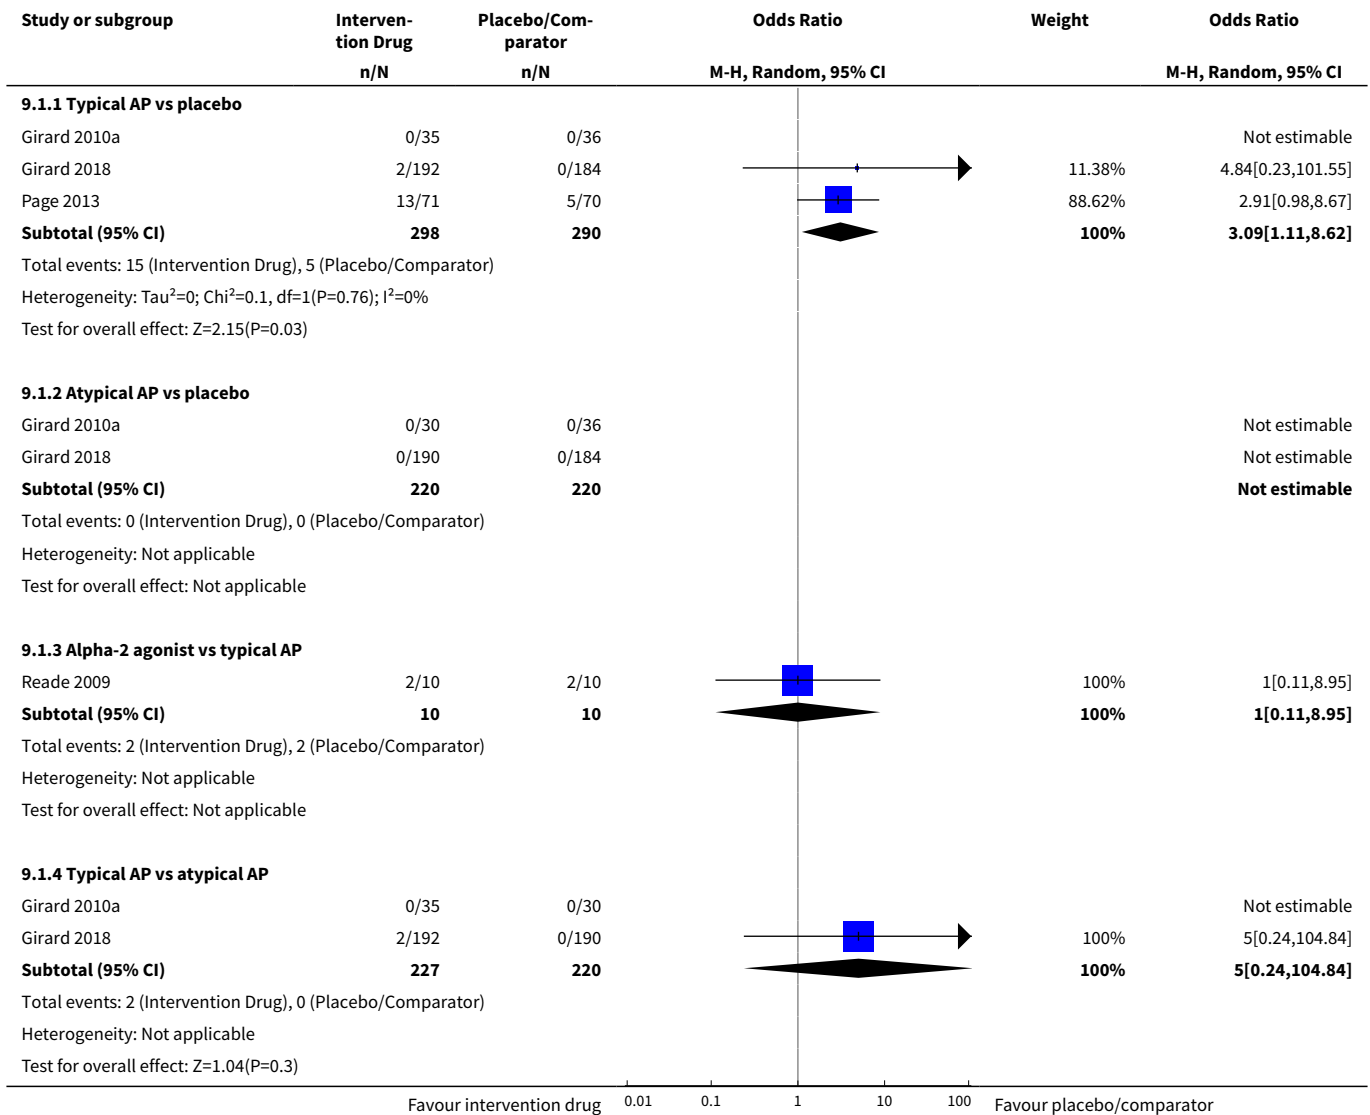 Study or subgroup Interven- Placebo/Com- Odds Ratio Weight Odds Ratio
tion Drug parator
n/N n/N M-H, Random, 95% CI M-H, Random, 95% CI
9.1.1 Typical AP vs placebo
Girard 2010a 0/35 0/36 Not estimable
Girard 2018 2/192 0/184 11.38% 4.84[0.23,101.55]
Page 2013 13/71 5/70 88.62% 2.91[0.98,8.67]
Subtotal (95% CI) 298 290 100% 3.09[1.11,8.62]
Total events: 15 (Intervention Drug), 5 (Placebo/Comparator)
Heterogeneity: Tau²=0; Chi²=0.1, df=1(P=0.76); I²=0%
Test for overall effect: Z=2.15(P=0.03)
9.1.2 Atypical AP vs placebo
Girard 2010a 0/30 0/36 Not estimable
Girard 2018 0/190 0/184 Not estimable
Subtotal (95% CI) 220 220 Not estimable
Total events: 0 (Intervention Drug), 0 (Placebo/Comparator)
Heterogeneity: Not applicable
Test for overall effect: Not applicable
9.1.3 Alpha-2 agonist vs typical AP
Reade 2009 2/10 2/10 100% 1[0.11,8.95]
Subtotal (95% CI) 10 10 100% 1[0.11,8.95]
Total events: 2 (Intervention Drug), 2 (Placebo/Comparator)
Heterogeneity: Not applicable
Test for overall effect: Not applicable
9.1.4 Typical AP vs atypical AP
Girard 2010a 0/35 0/30 Not estimable
Girard 2018 2/192 0/190 100% 5[0.24,104.84]
Subtotal (95% CI) 227 220 100% 5[0.24,104.84]
Total events: 2 (Intervention Drug), 0 (Placebo/Comparator)
Heterogeneity: Not applicable
Test for overall effect: Z=1.04(P=0.3)
Favour intervention drug 0.01 0.1 1 10 100 Favour placebo/comparator